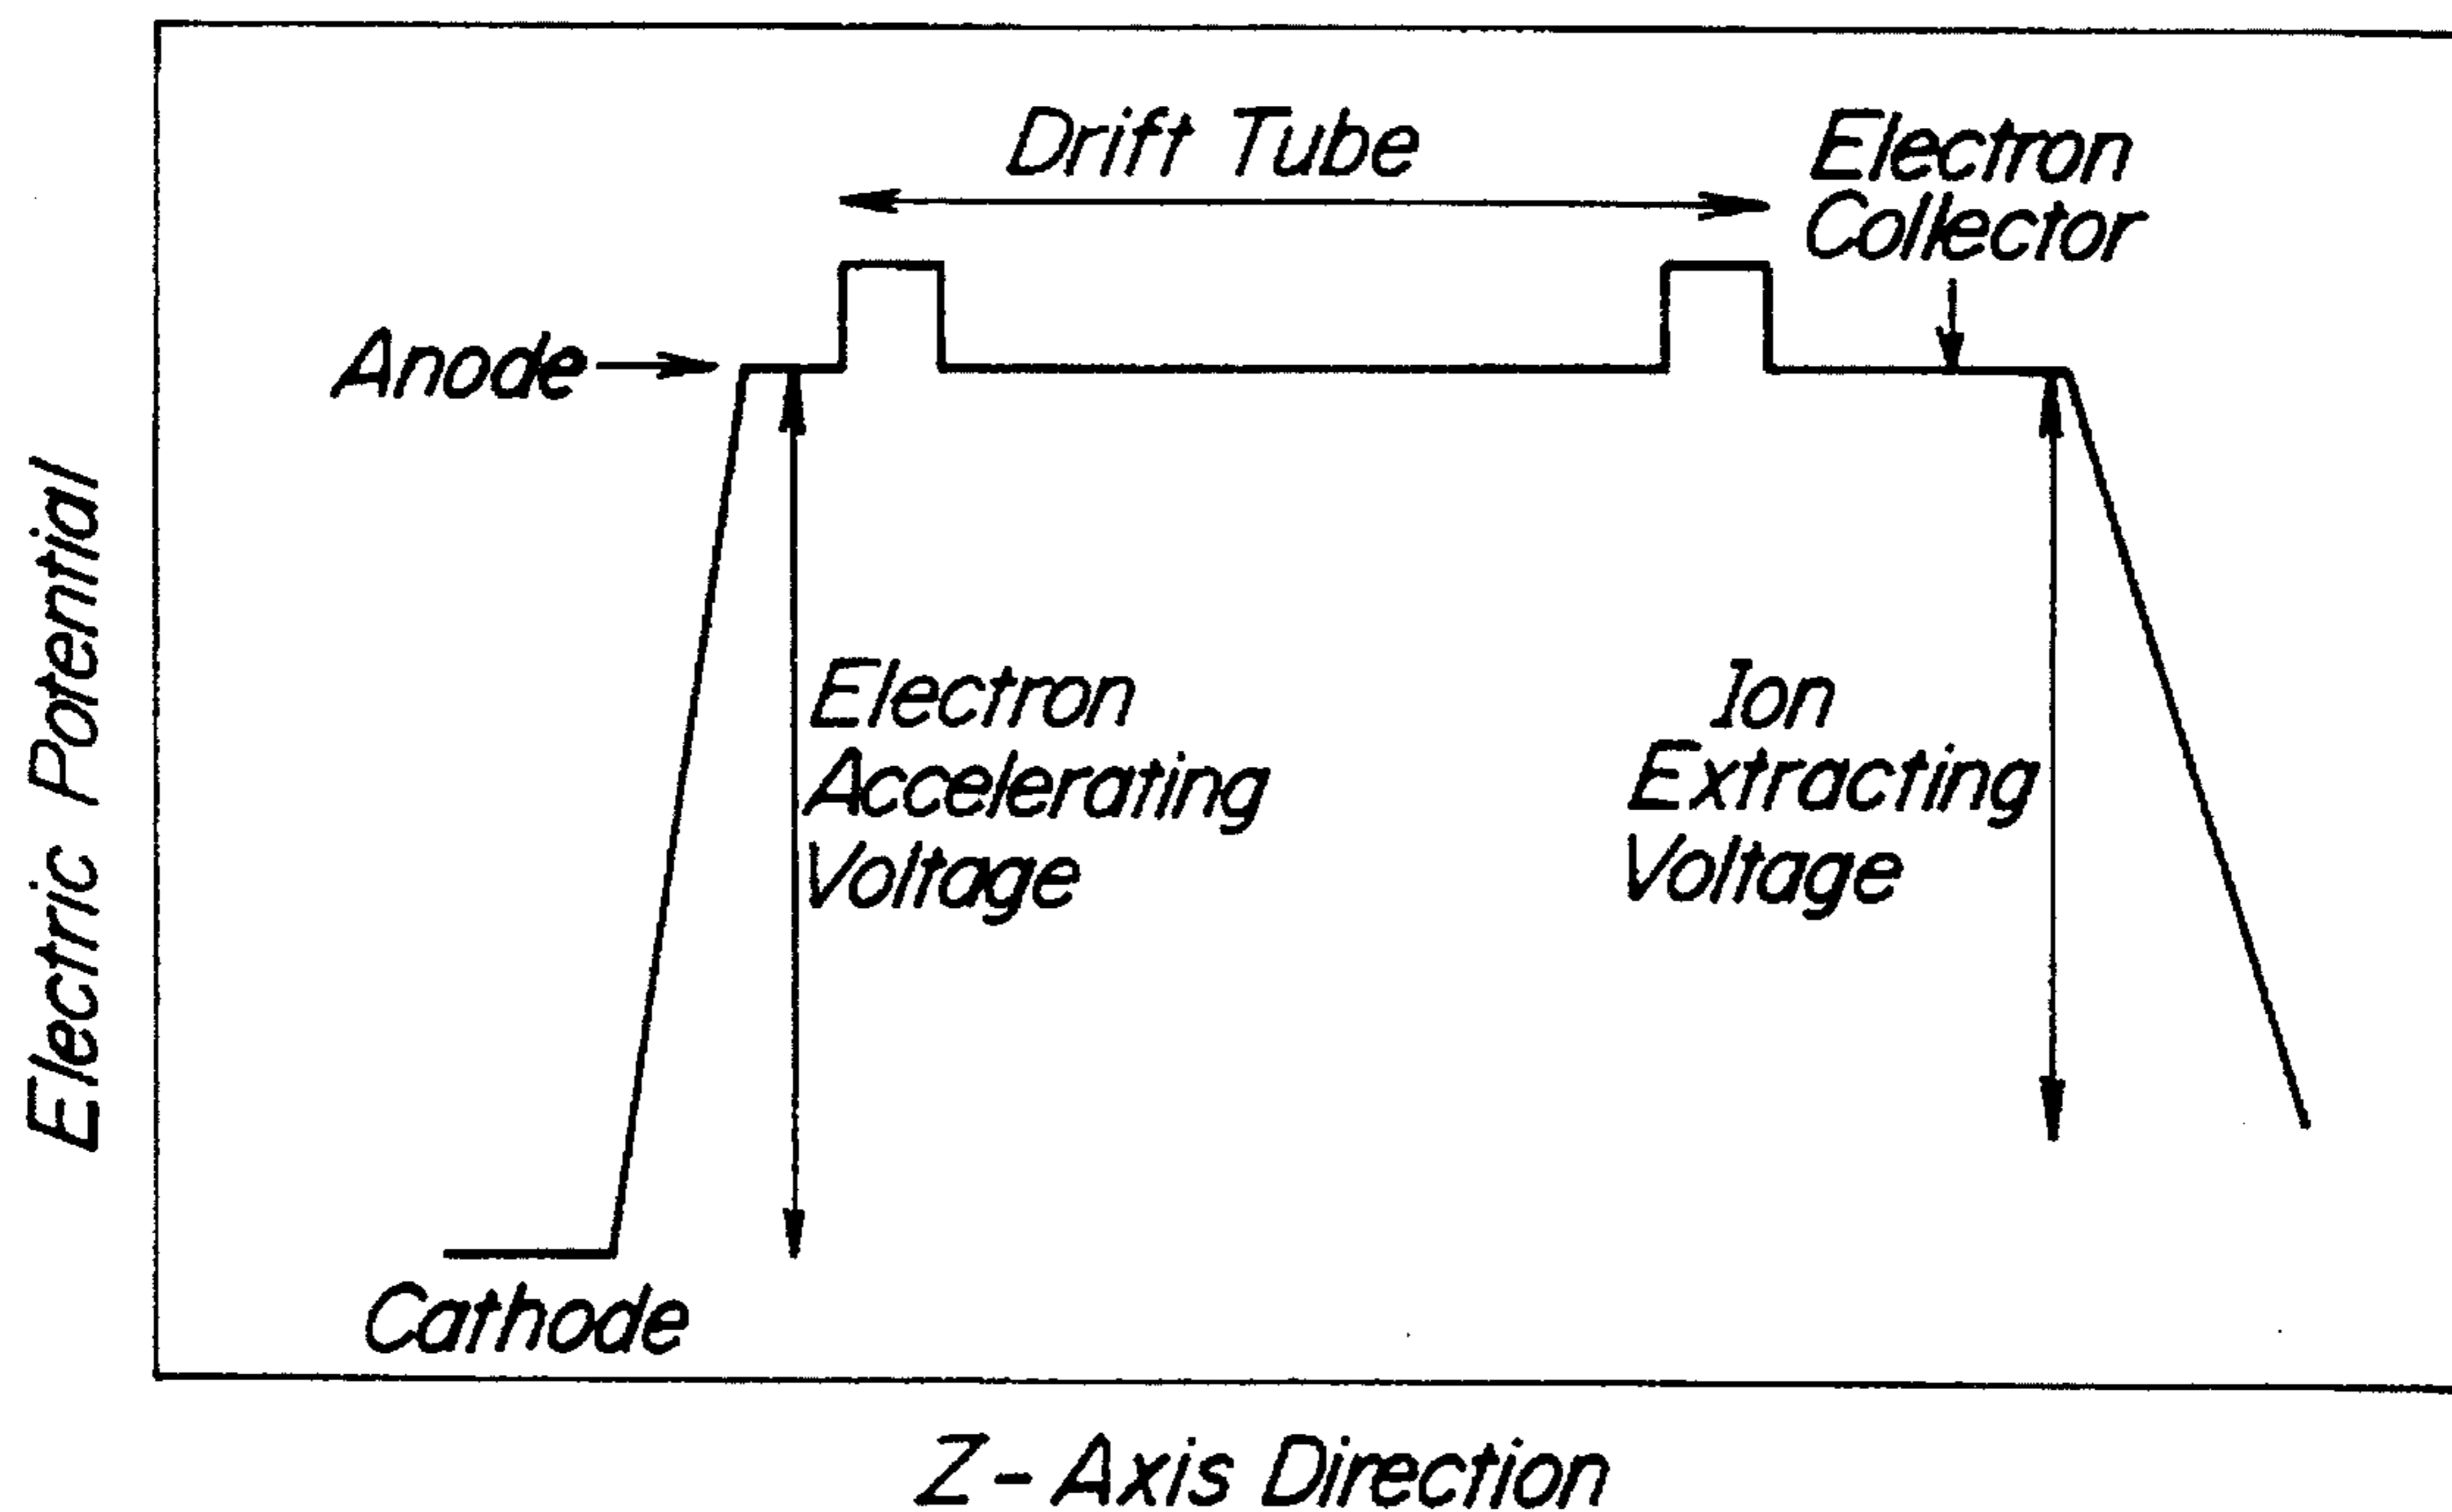 Drift Tube
Electron
Collector
Anode
Electron
Accelerating
Voltage
Ion
Extracting
Voltage
Cathode
Electric Potential
Z-Axis Direction